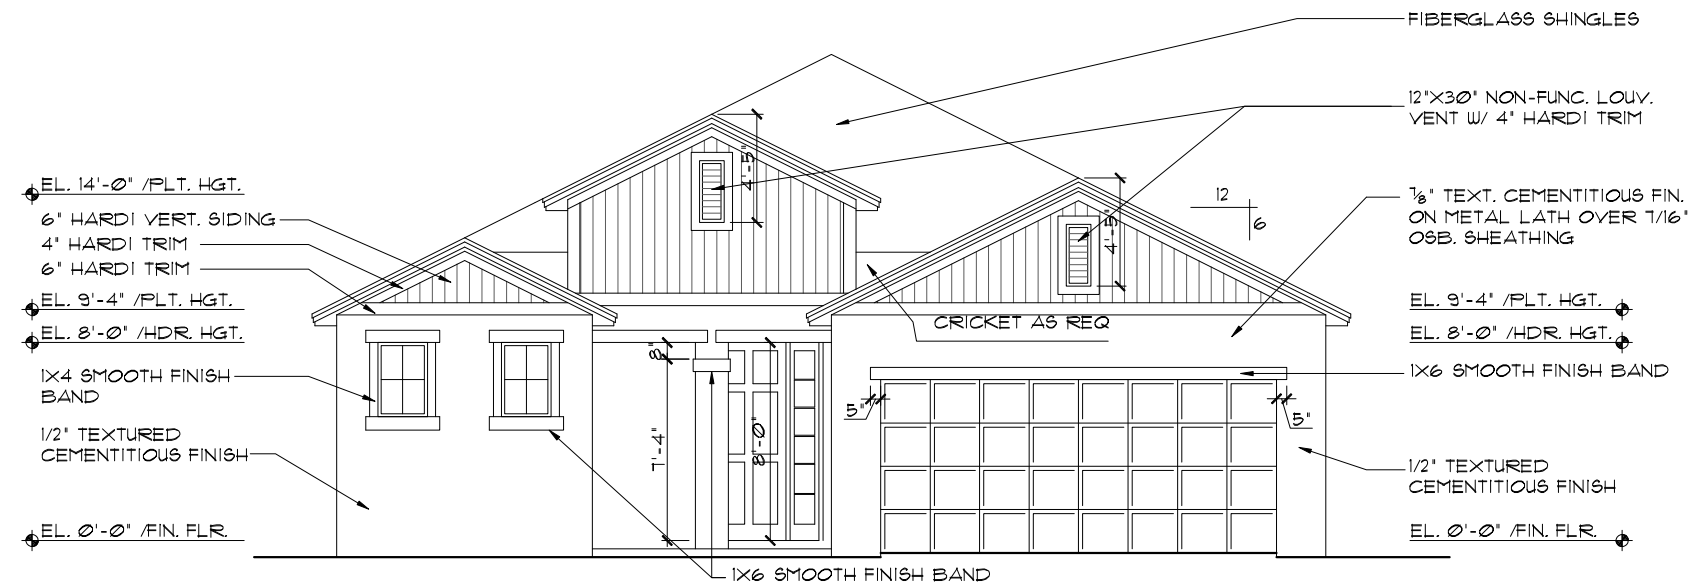 FIBERGLASS SHINGLES
12"X30" NON-FUNC. LOUV.
VENT W/ 4" HARDI TRIM
4'-5"
EL. 14'-0" /PLT. HGT.
6" HARDI VERT. SIDING
4" HARDI TRIM
6" HARDI TRIM
EL. 9'-4" /PLT. HGT.
EL. 8'-0" /HDR. HGT.
1X4 SMOOTH FINISH
BAND
1/2" TEXTURED
CEMENTITIOUS FINISH
EL. 0'-0" /FIN. FLR.
4'-5"
12
6
7/8" TEXT. CEMENTITIOUS FIN.
ON METAL LATH OVER 7/16"
OSB. SHEATHING
CRICKET AS REQ
EL. 9'-4" /PLT. HGT.
EL. 8'-0" /HDR. HGT.
1X6 SMOOTH FINISH BAND
8"
7'-4"
8'-0"
5"
5"
1/2" TEXTURED
CEMENTITIOUS FINISH
EL. 0'-0" /FIN. FLR.
1X6 SMOOTH FINISH BAND